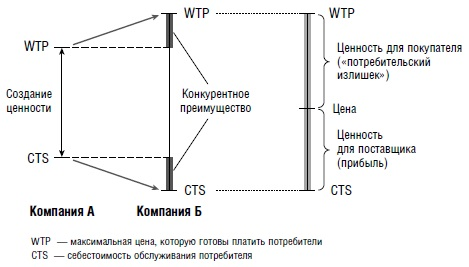 WTP
WTP
WTP
Ценность для покупателя
(«потребительский
излишек»)
Создание
ценности
Конкурентное
преимущество
Цена
Ценность
для поставщика
(прибыль)
CTS
CTS
CTS
Компания А
Компания Б
WTP — максимальная цена, которую готовы платить потребители
CTS — себестоимость обслуживания потребителя